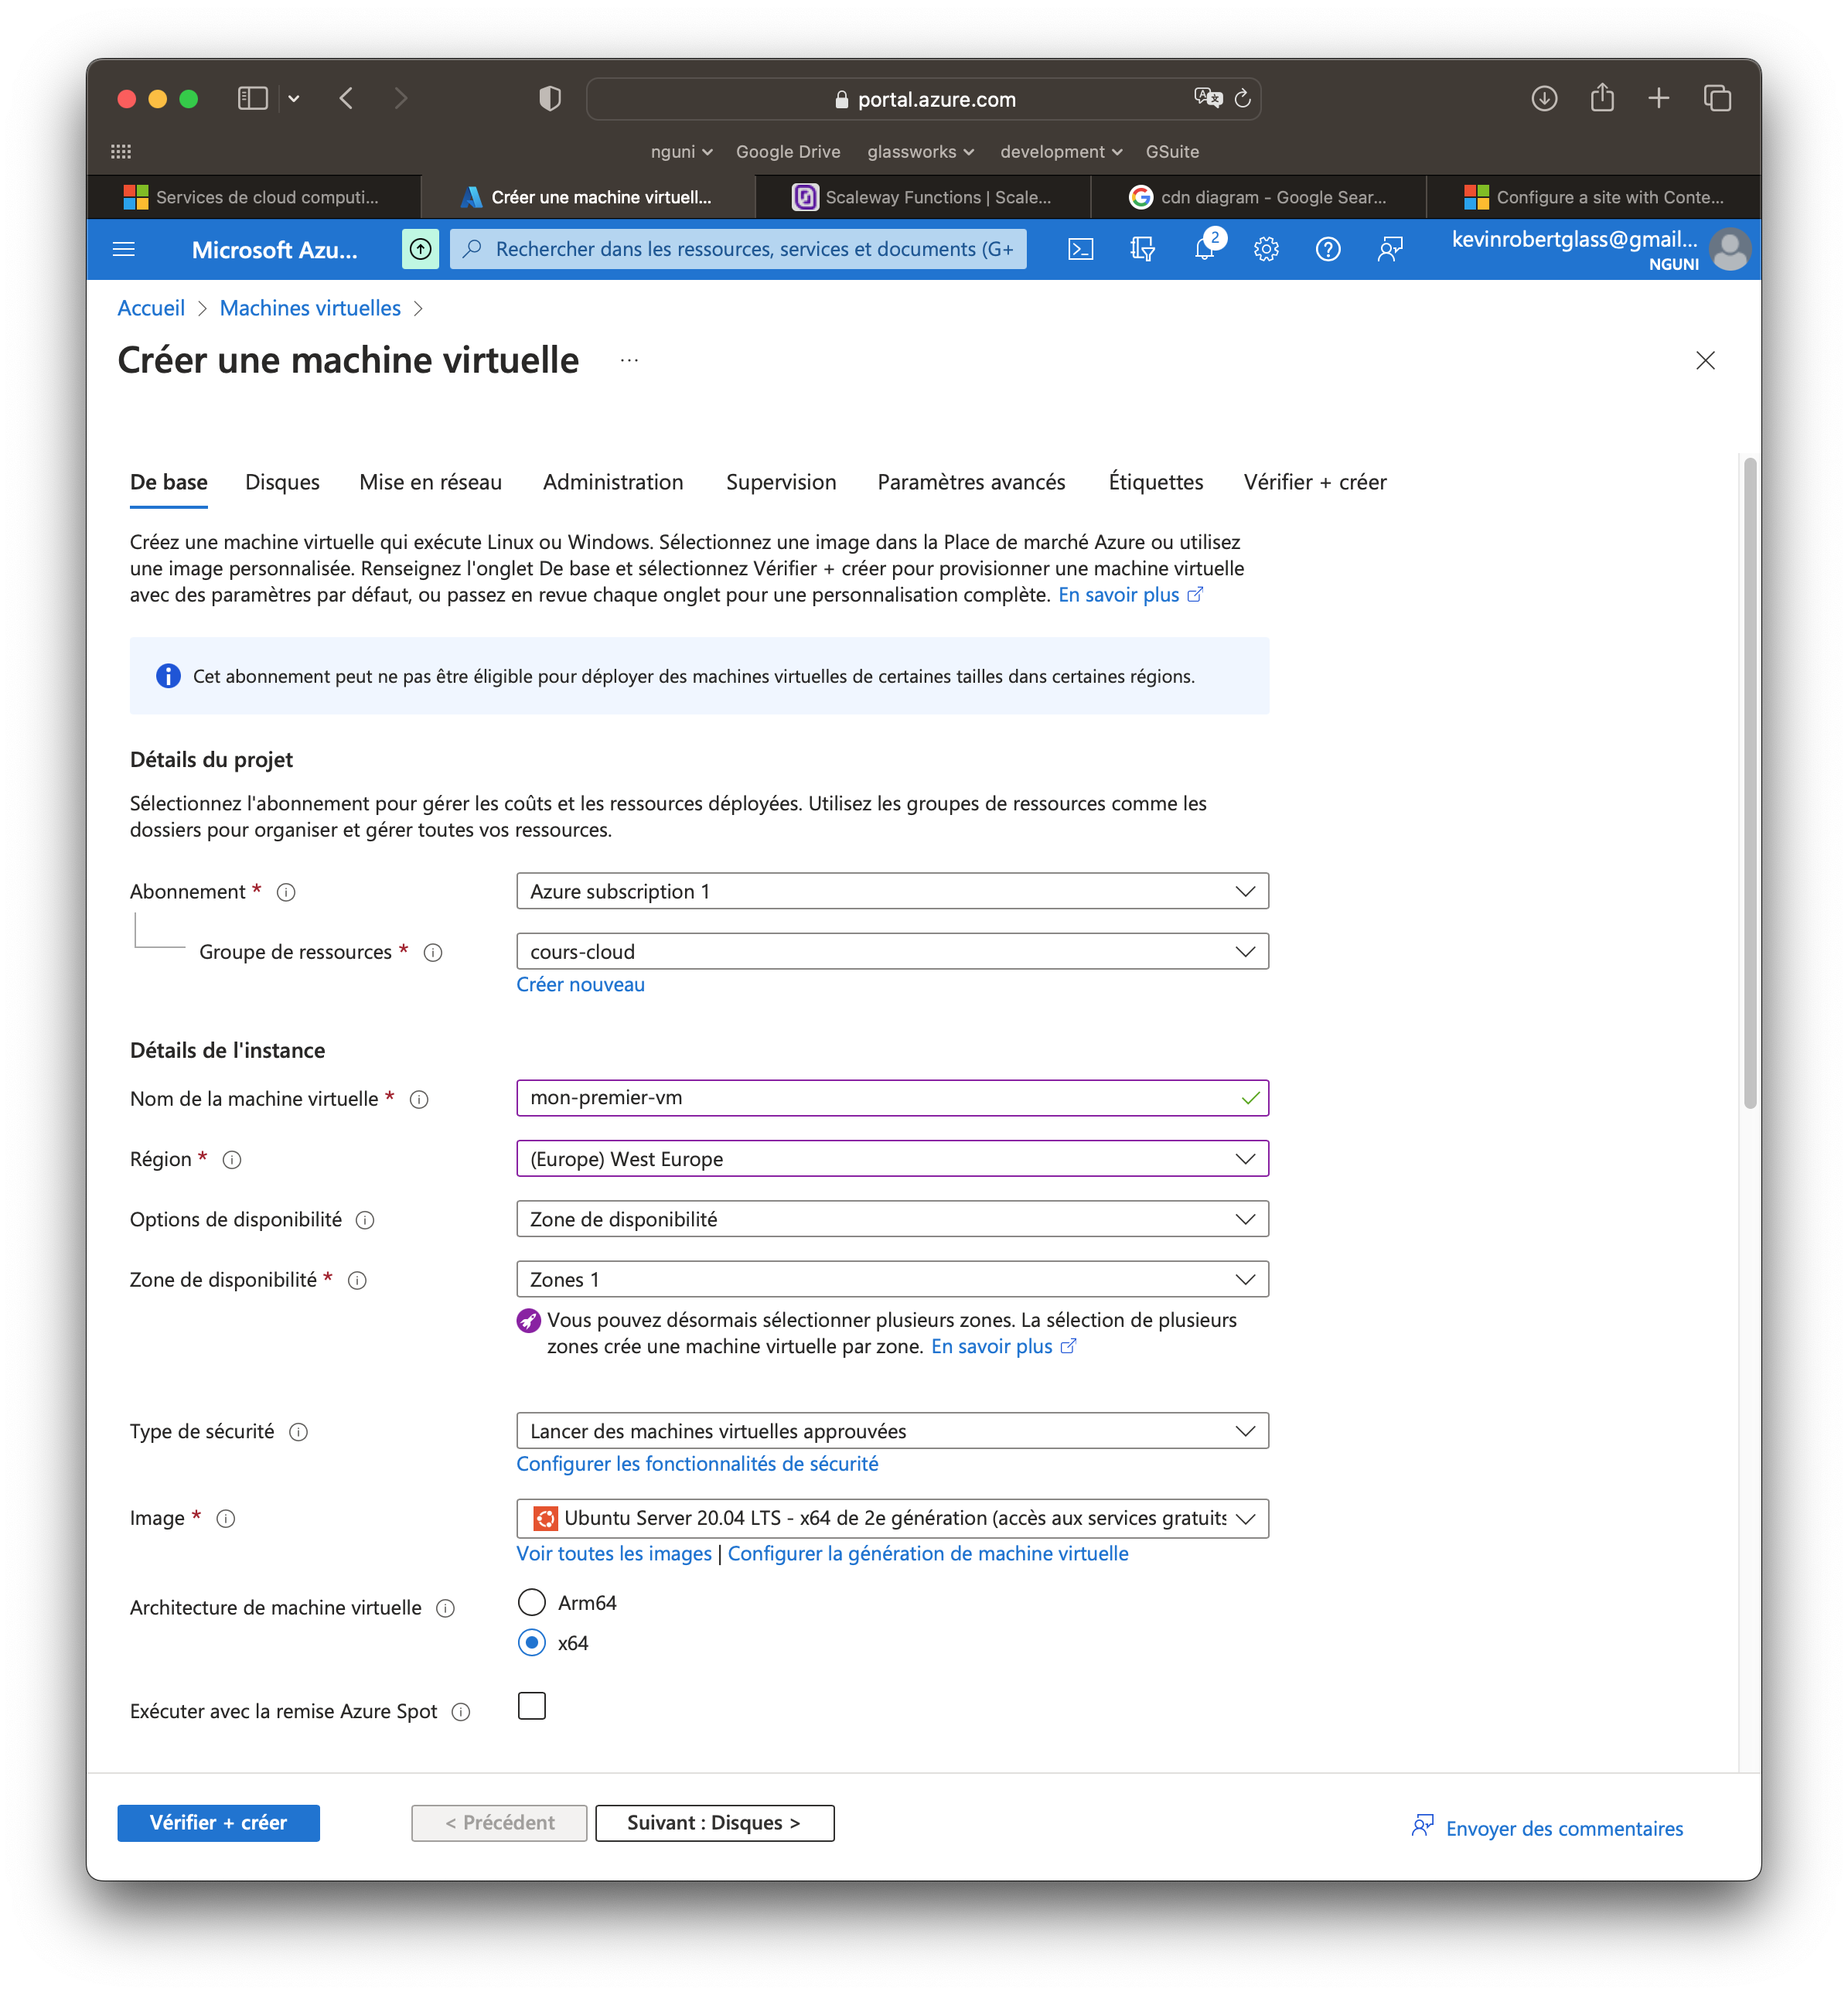 portal.azure.com
nguni
Google Drive
glassworks
development
GSuite
Services de cloud computi...
Créer une machine virtuell...
Scaleway Functions | Scale...
cdn diagram - Google Sear...
Configure a site with Conte...
Microsoft Azu...
Rechercher dans les ressources, services et documents (G+
2
kevinrobertglass@gmail...
NGUNI
Accueil > Machines virtuelles >
Créer une machine virtuelle ...
De base
Disques
Mise en réseau
Administration
Supervision
Paramètres avancés
Étiquettes
Vérifier + créer
Créez une machine virtuelle qui exécute Linux ou Windows. Sélectionnez une image dans la Place de marché Azure ou utilisez
une image personnalisée. Renseignez l'onglet De base et sélectionnez Vérifier + créer pour provisionner une machine virtuelle
avec des paramètres par défaut, ou passez en revue chaque onglet pour une personnalisation complète. En savoir plus
Cet abonnement peut ne pas être éligible pour déployer des machines virtuelles de certaines tailles dans certaines régions.
Détails du projet
Sélectionnez l'abonnement pour gérer les coûts et les ressources déployées. Utilisez les groupes de ressources comme les
dossiers pour organiser et gérer toutes vos ressources.
Abonnement *
Azure subscription 1
Groupe de ressources *
cours-cloud
Créer nouveau
Détails de l'instance
Nom de la machine virtuelle *
mon-premier-vm
Région *
(Europe) West Europe
Options de disponibilité
Zone de disponibilité
Zone de disponibilité *
Zones 1
Vous pouvez désormais sélectionner plusieurs zones. La sélection de plusieurs
zones crée une machine virtuelle par zone. En savoir plus
Type de sécurité
Lancer des machines virtuelles approuvées
Configurer les fonctionnalités de sécurité
Image *
Ubuntu Server 20.04 LTS - x64 de 2e génération (accès aux services gratuits
Voir toutes les images | Configurer la génération de machine virtuelle
Architecture de machine virtuelle
Arm64
x64
Exécuter avec la remise Azure Spot
Vérifier + créer
< Précédent
Suivant : Disques >
Envoyer des commentaires